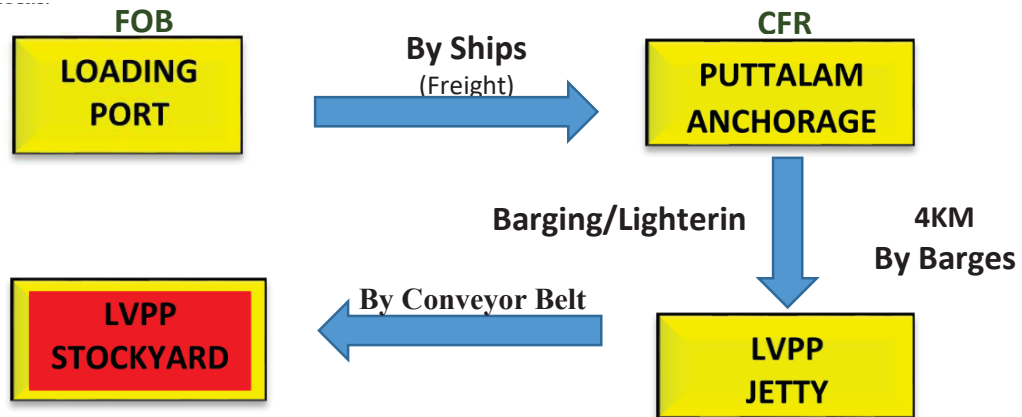 FOB
CFR
LOADING
PORT
By Ships
(Freight)
PUTTALAM
ANCHORAGE
Barging/Lighterin
4KM
By Barges
LVPP
STOCKYARD
By Conveyor Belt
LVPP
JETTY